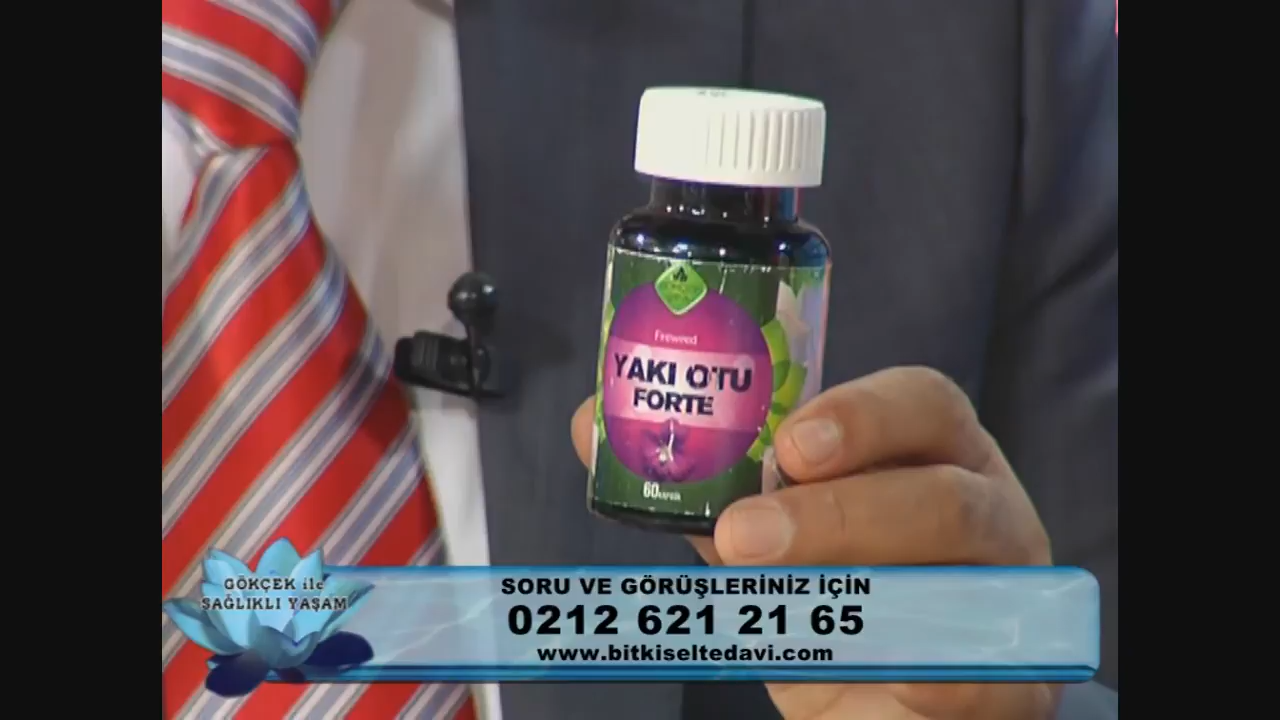 Fireweed
YAKI OTU
FORTE
60 KAPSÜL
GÖKÇEK ile
SAĞLIKLI YAŞAM
SORU VE GÖRÜŞLERİNİZ İÇİN
0212 621 21 65
www.bitkiseltedavi.com